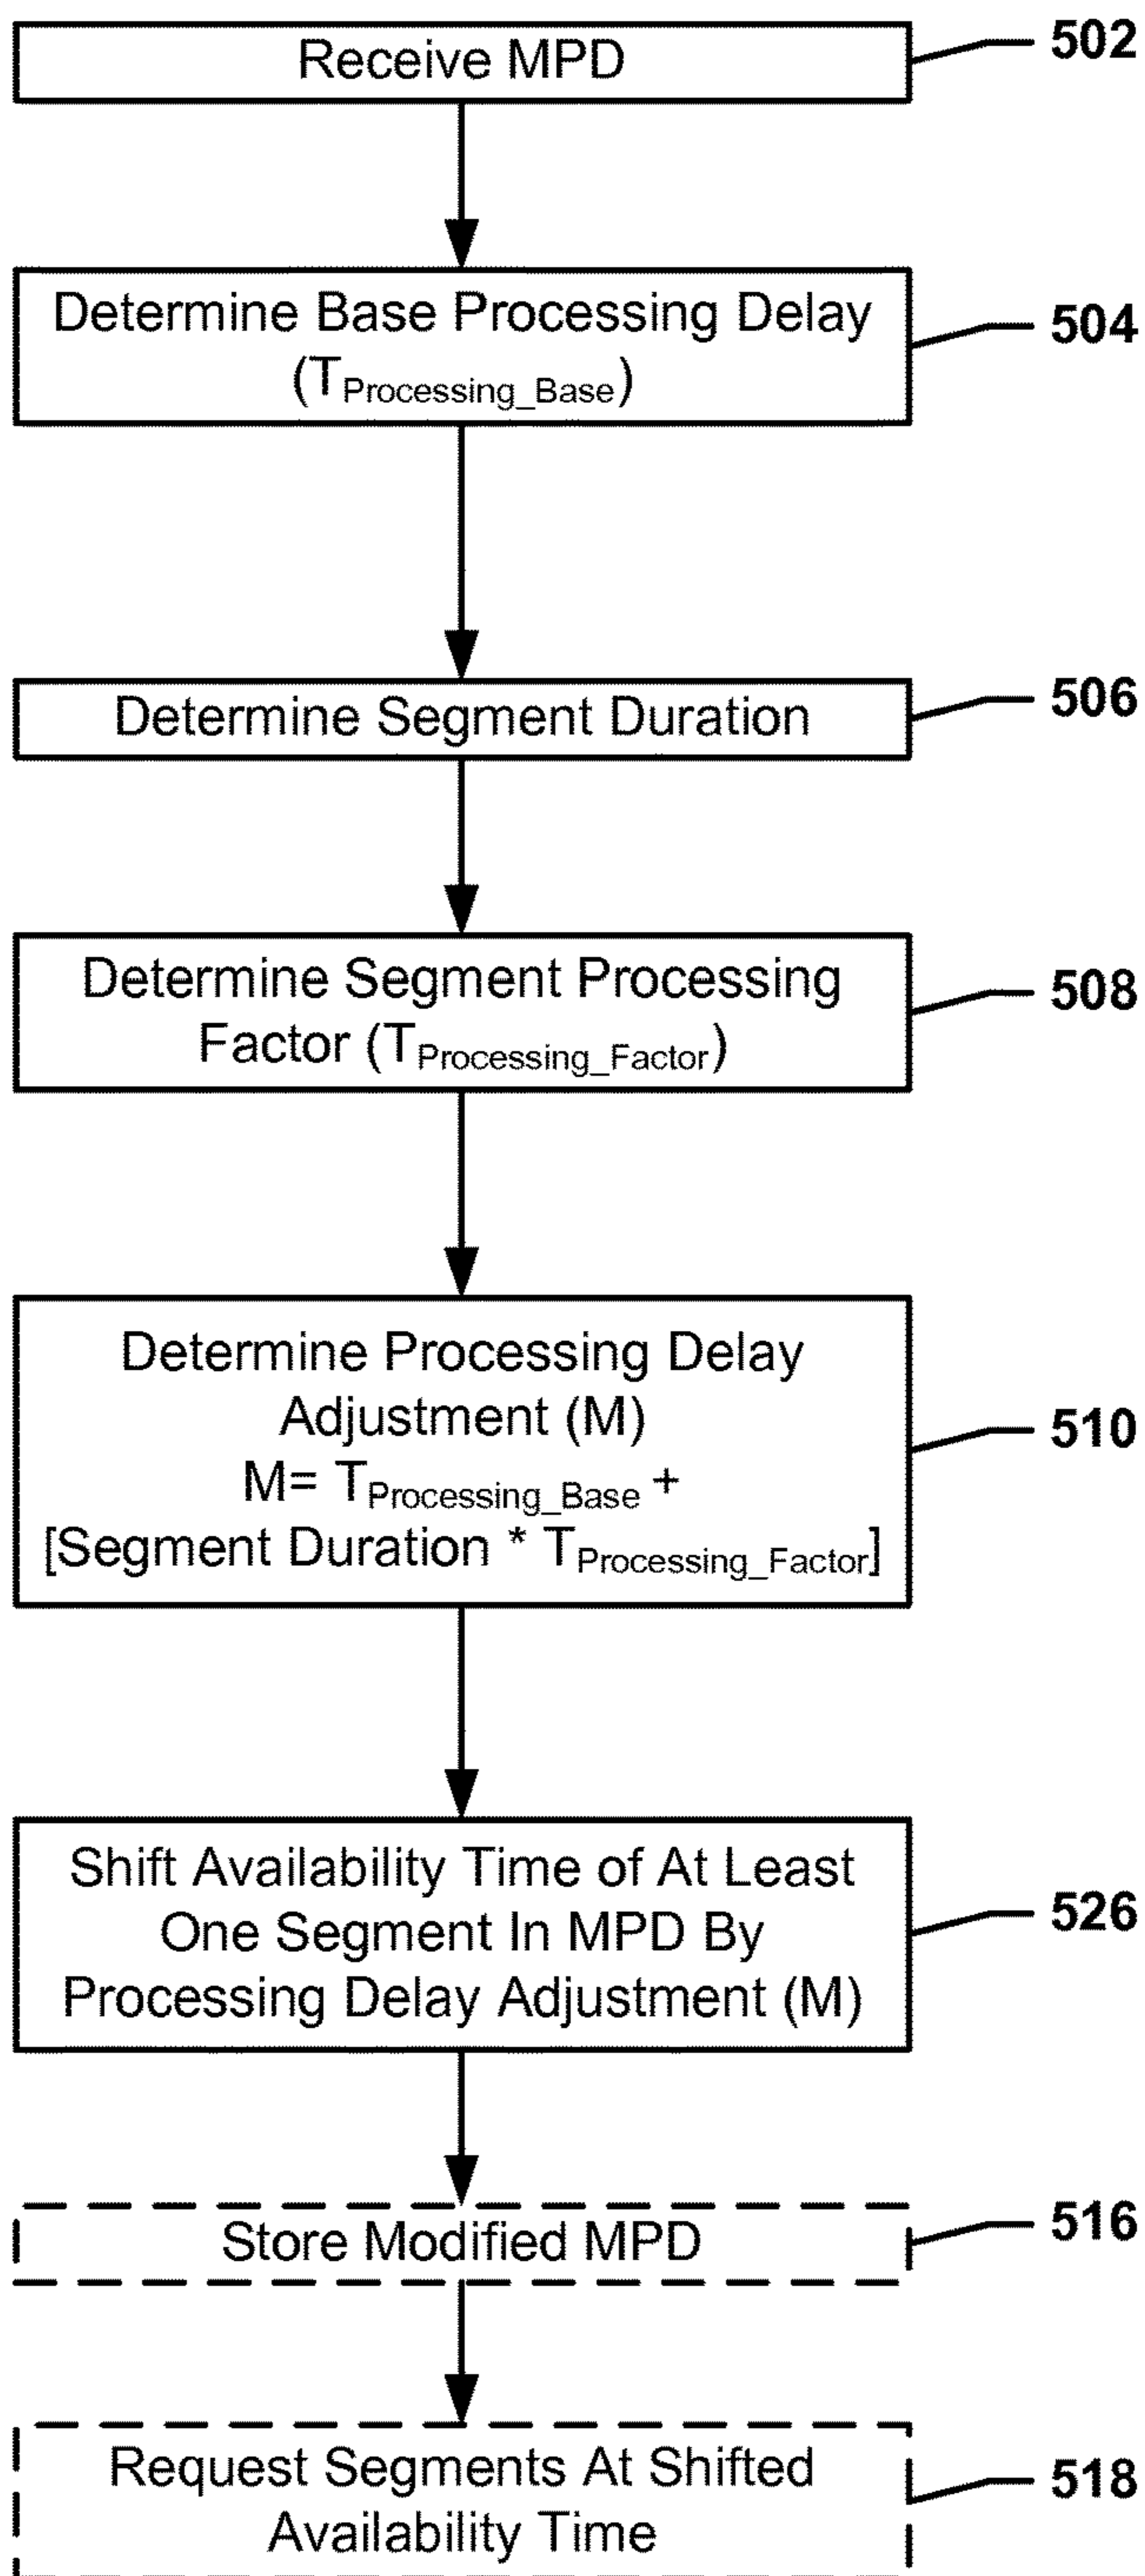 Receive MPD
502
Determine Base Processing Delay
(TProcessing_Base)
504
Determine Segment Duration
506
Determine Segment Processing
Factor (TProcessing_Factor)
508
Determine Processing Delay
Adjustment (M)
M= TProcessing_Base +
[Segment Duration * TProcessing_Factor]
510
Shift Availability Time of At Least
One Segment In MPD By
Processing Delay Adjustment (M)
526
Store Modified MPD
516
Request Segments At Shifted
Availability Time
518